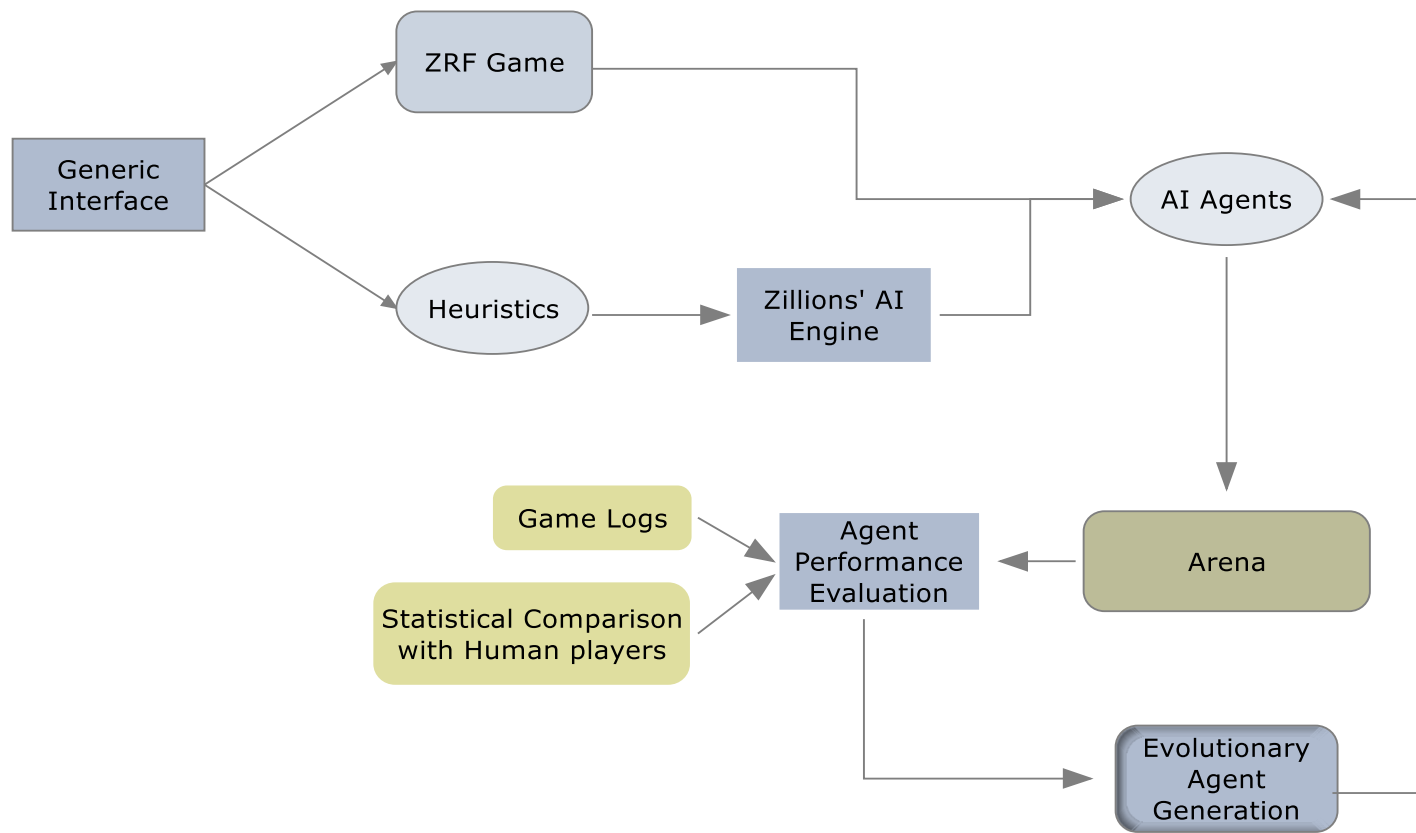 ZRF Game
Generic
Interface
AI Agents
Heuristics
Zillions' AI
Engine
Game Logs
Agent
Performance
Evaluation
Arena
Statistical Comparison
with Human players
Evolutionary
Agent
Generation